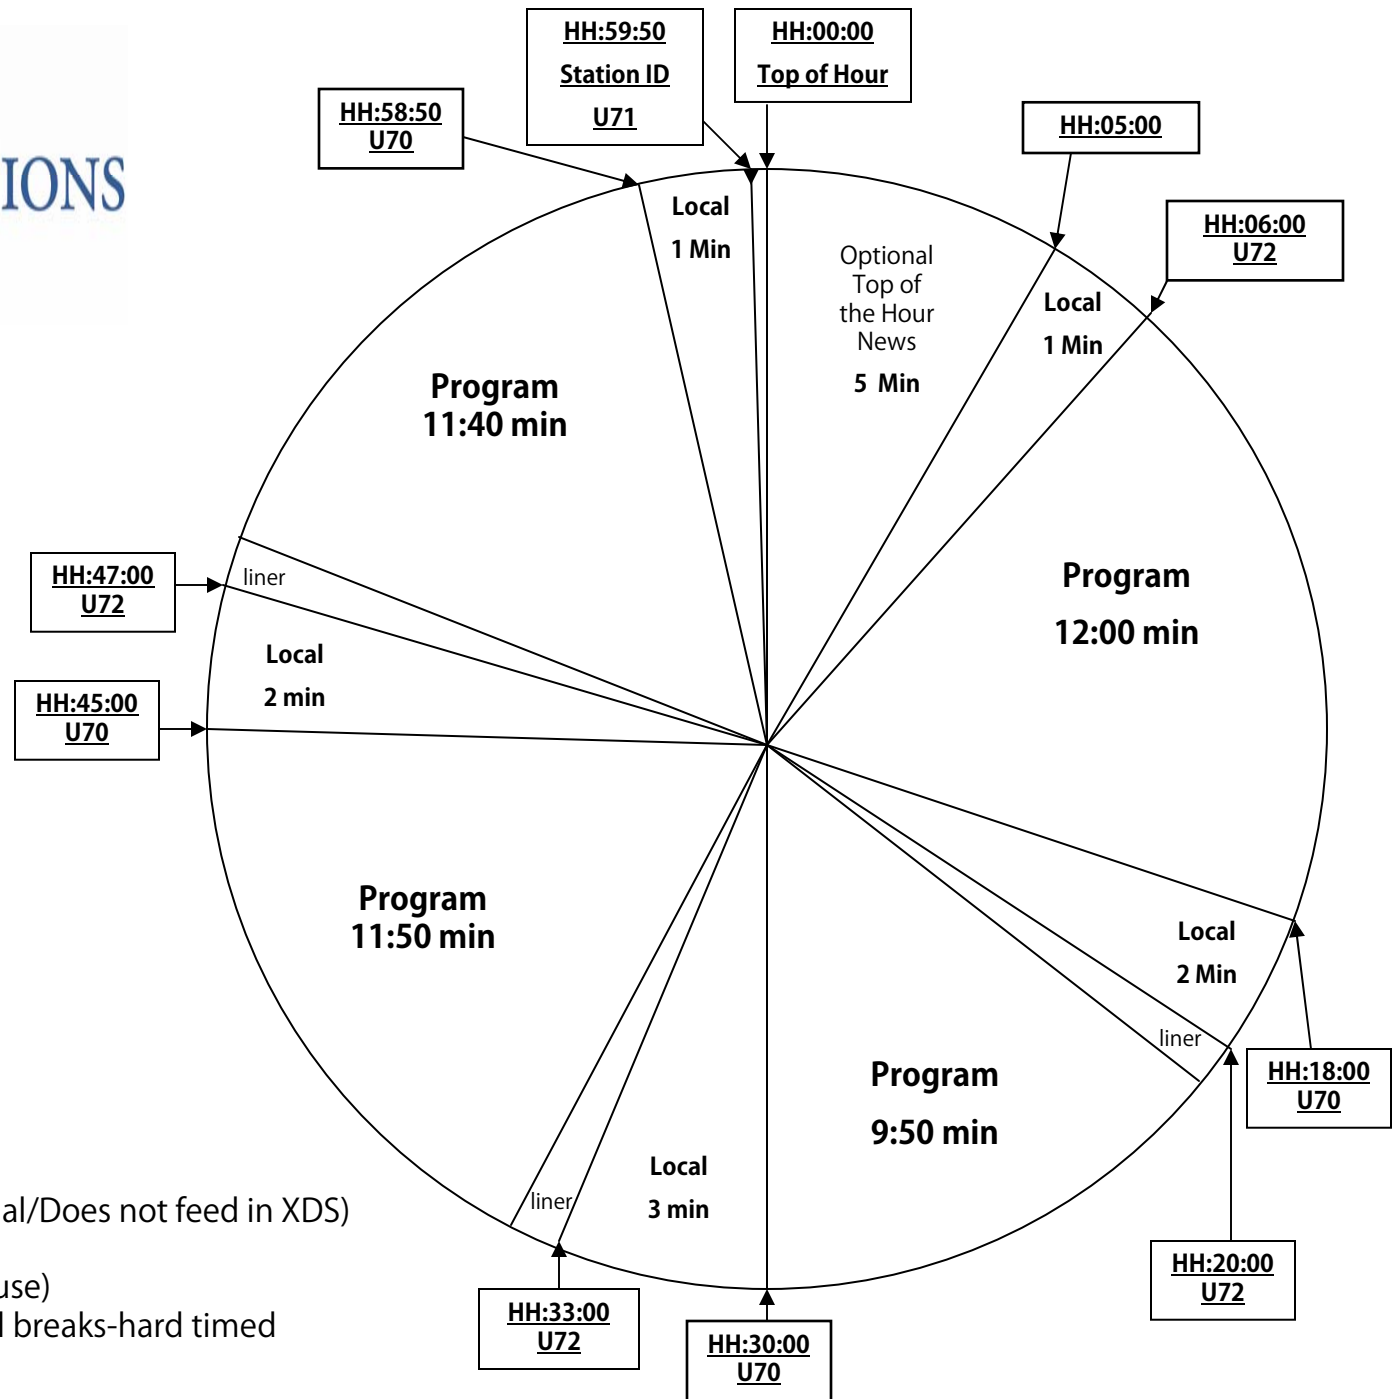 HH:59:50
Station ID
U71
HH:00:00
Top of Hour
HH:58:50
U70
HH:05:00
IONS
HH:06:00
U72
Local
1 Min
Optional
Top of
the Hour
News
5 Min
Local
1 Min
Program
11:40 min
Program
12:00 min
HH:47:00
U72
liner
Local
2 min
HH:45:00
U70
Program
11:50 min
Local
2 Min
liner
HH:18:00
U70
Program
9:50 min
Local
3 min
liner
al/Does not feed in XDS)
use)
l breaks-hard timed
HH:20:00
U72
HH:33:00
U72
HH:30:00
U70